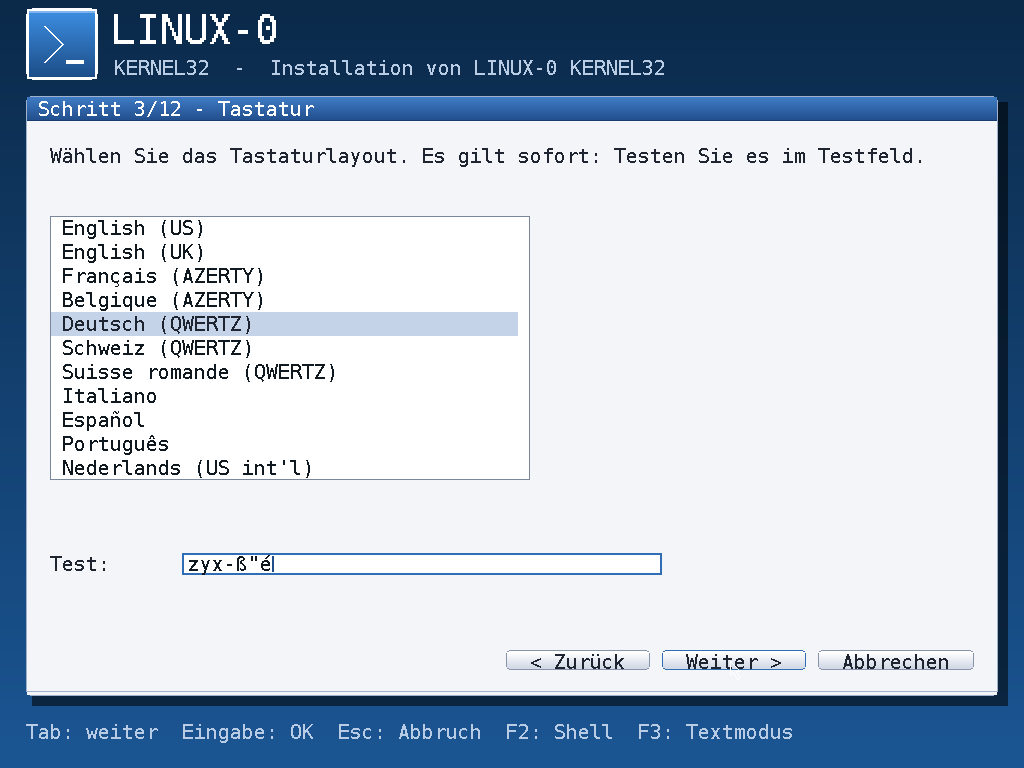 LINUX-0
KERNEL32  -  Installation von LINUX-0 KERNEL32
Schritt 3/12 - Tastatur
Wählen Sie das Tastaturlayout. Es gilt sofort: Testen Sie es im Testfeld.
English (US)
English (UK)
Français (AZERTY)
Belgique (AZERTY)
Deutsch (QWERTZ)
Schweiz (QWERTZ)
Suisse romande (QWERTZ)
Italiano
Español
Português
Nederlands (US int'l)
Test: zyx-ß"é
< Zurück  Weiter >  Abbrechen
Tab: weiter  Eingabe: OK  Esc: Abbruch  F2: Shell  F3: Textmodus